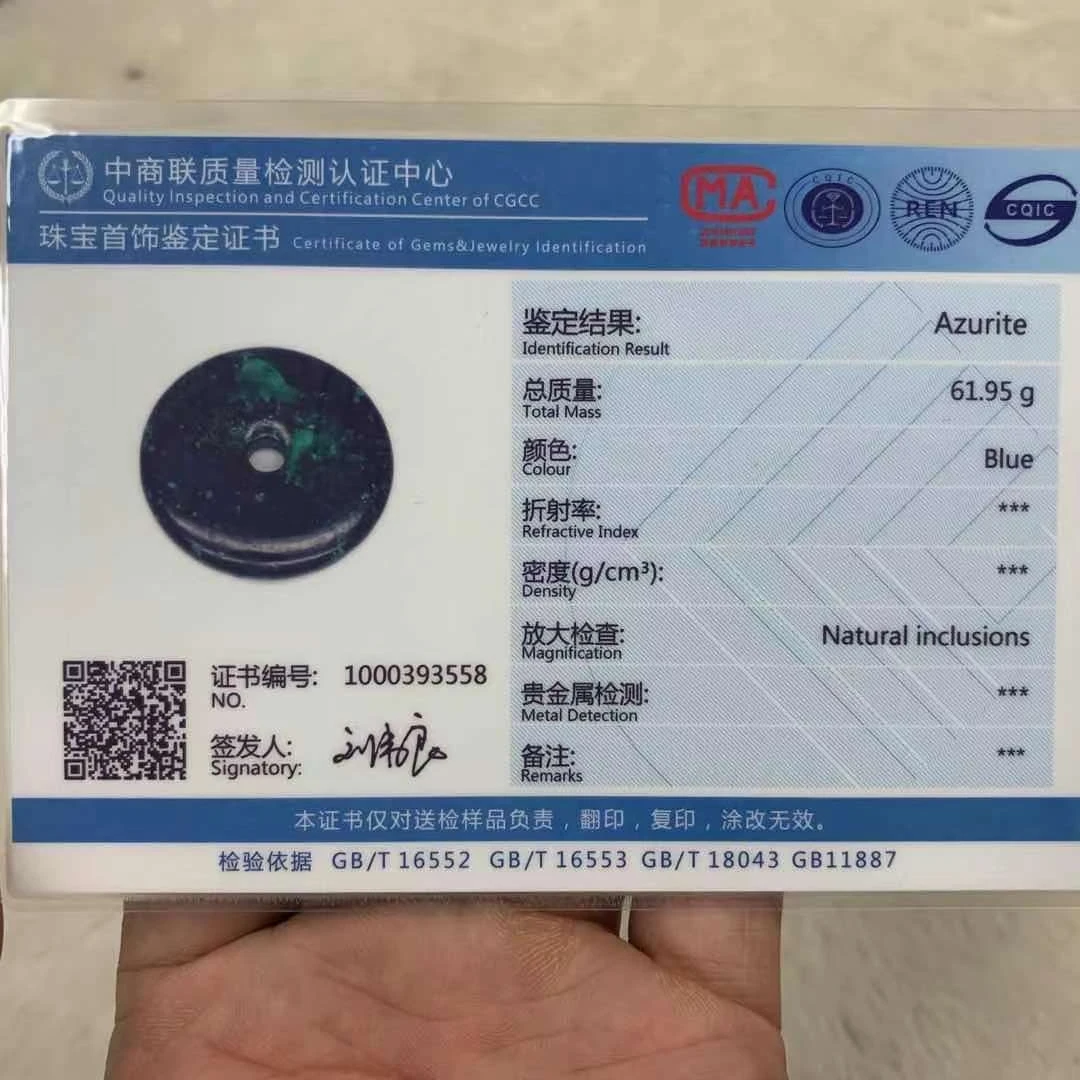 中商联质量检测认证中心
Quality Inspection and Certification Center of CGCC
珠宝首饰鉴定证书 Certificate of Gems&Jewelry Identification
MA
CQIC
REN
CQIC
鉴定结果: Azurite
Identification Result
总质量: 61.95 g
Total Mass
颜色: Blue
Colour
折射率: ***
Refractive Index
密度(g/cm³): ***
Density
放大检查: Natural inclusions
Magnification
贵金属检测: ***
Metal Detection
备注: ***
Remarks
证书编号: 1000393558
NO.
签发人:
Signatory:
本证书仅对送检样品负责，翻印，复印，涂改无效。
检验依据 GB/T 16552 GB/T 16553 GB/T 18043 GB11887